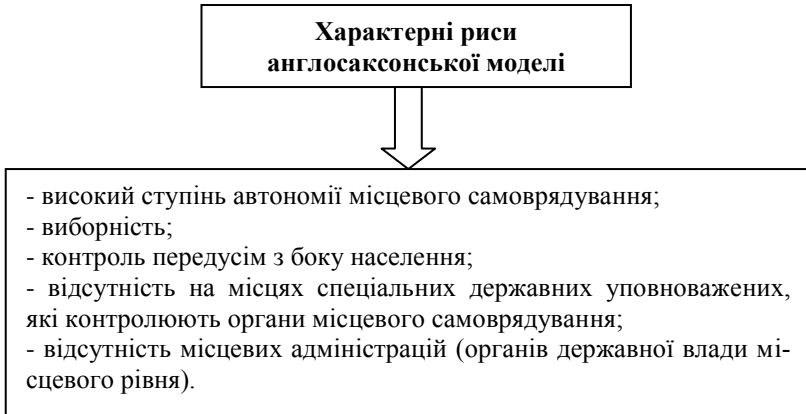 Характерні риси
англосаксонської моделі
- високий ступінь автономії місцевого самоврядування;
- виборність;
- контроль передусім з боку населення;
- відсутність на місцях спеціальних державних уповноважених,
які контролюють органи місцевого самоврядування;
- відсутність місцевих адміністрацій (органів державної влади мі-
сцевого рівня).